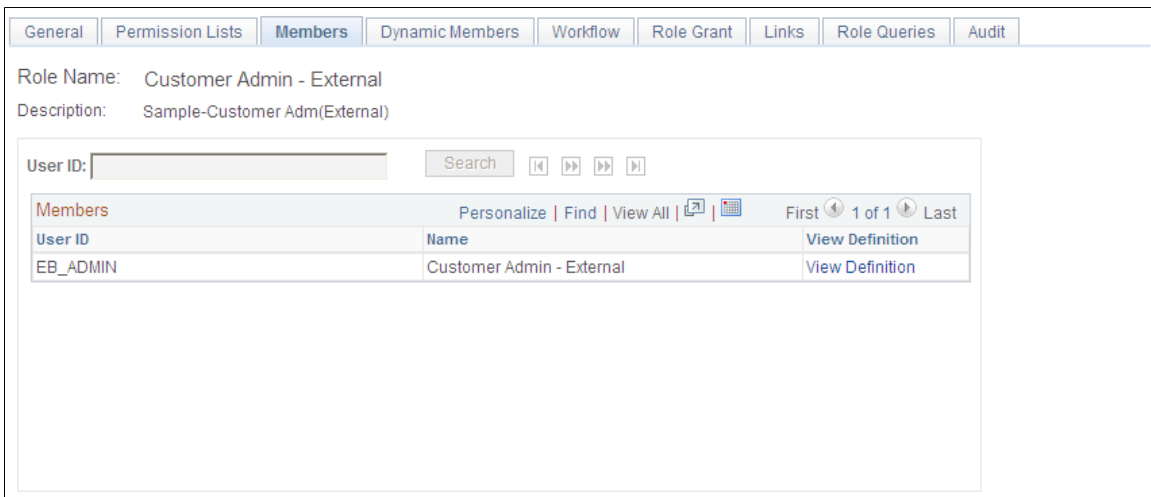 General Permission Lists Members Dynamic Members Workflow Role Grant Links Role Queries Audit
Role Name: Customer Admin - External
Description: Sample-Customer Adm(External)
User ID: Search
Members Personalize | Find | View All | | First 1 of 1 Last
User ID Name View Definition
EB_ADMIN Customer Admin - External View Definition